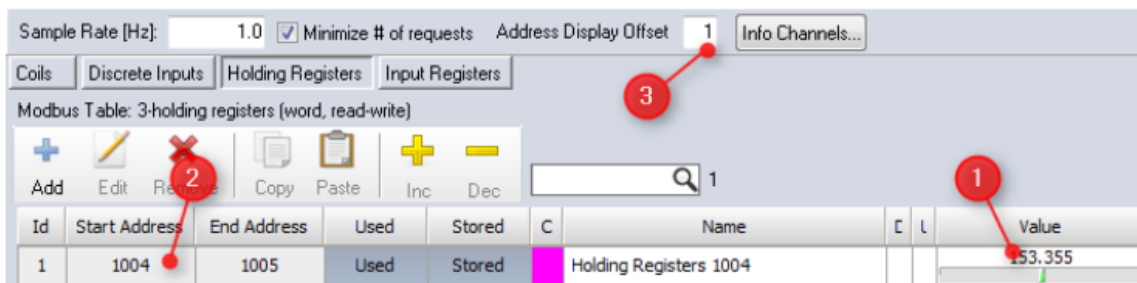 Sample Rate [Hz]: 1.0 Minimize # of requests Address Display Offset 1 Info Channels...
3
Coils Discrete Inputs Holding Registers Input Registers
Modbus Table: 3-holding registers (word, read-write)
Add Edit Remove Copy Paste Inc Dec 1
2
1
Id Start Address End Address Used Stored C Name Value
1 1004 1005 Used Stored Holding Registers 1004 153.355